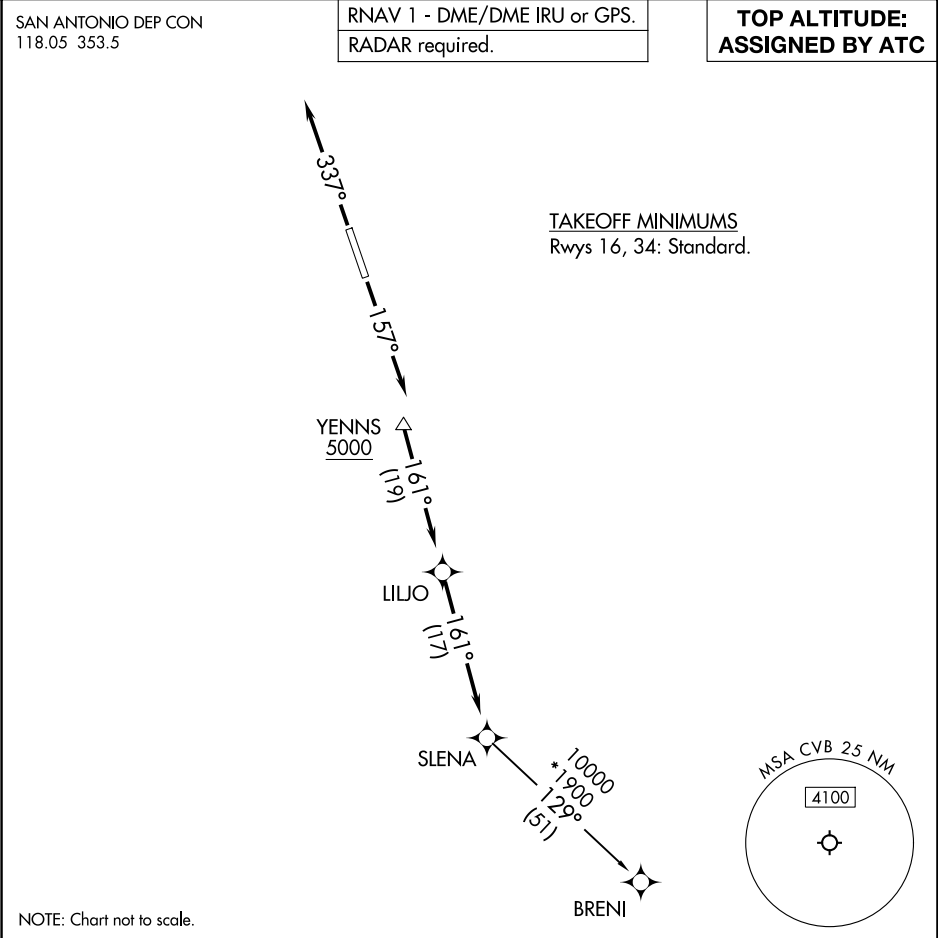 SAN ANTONIO DEP CON
118.05 353.5
RNAV 1 - DME/DME IRU or GPS.
RADAR required.
TOP ALTITUDE:
ASSIGNED BY ATC
337°
TAKEOFF MINIMUMS
Rwys 16, 34: Standard.
157°
YENNS
5000
161°
(19)
LILJO
161°
(17)
SLENA
10000
*1900
129°
(51)
BRENI
MSA CVB 25 NM
4100
NOTE: Chart not to scale.